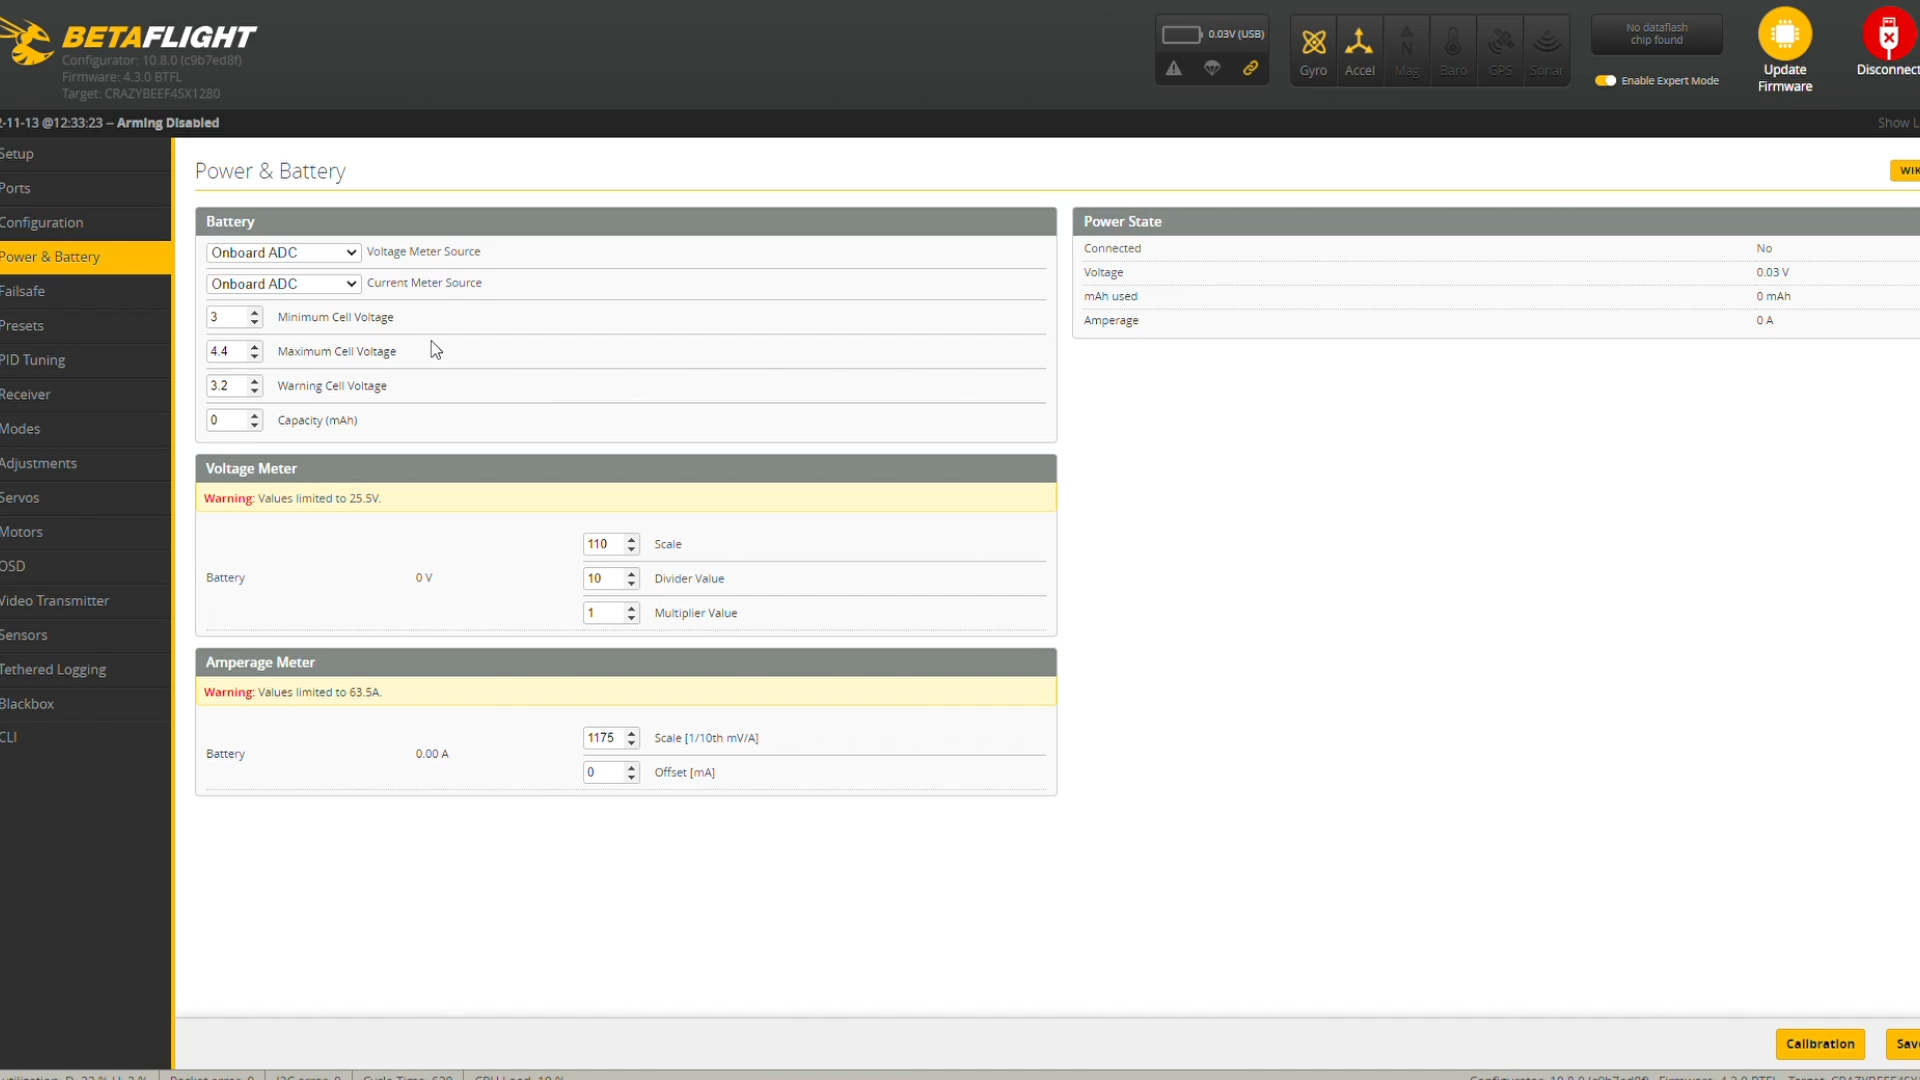 BETAFLIGHT
Configurator: 10.8.0 (c9b7ed8f)
Firmware: 4.3.0 BTFL
Target: CRAZYBEEF4SX1280
0.03V (USB)
Gyro
Accel
Mag
Baro
GPS
Sonar
No dataflash
chip found
Enable Expert Mode
Update
Firmware
Disconnect
-11-13 @12:33:23 -- Arming Disabled
Show L
Setup
Ports
Configuration
Power & Battery
Failsafe
Presets
PID Tuning
Receiver
Modes
Adjustments
Servos
Motors
OSD
Video Transmitter
Sensors
Tethered Logging
Blackbox
CLI
Power & Battery
WIK
Battery
Onboard ADC Voltage Meter Source
Onboard ADC Current Meter Source
3 Minimum Cell Voltage
4.4 Maximum Cell Voltage
3.2 Warning Cell Voltage
0 Capacity (mAh)
Power State
Connected No
Voltage 0.03 V
mAh used 0 mAh
Amperage 0 A
Voltage Meter
Warning: Values limited to 25.5V.
Battery 0 V
110 Scale
10 Divider Value
1 Multiplier Value
Amperage Meter
Warning: Values limited to 63.5A.
Battery 0.00 A
1175 Scale [1/10th mV/A]
0 Offset [mA]
Calibration
Save